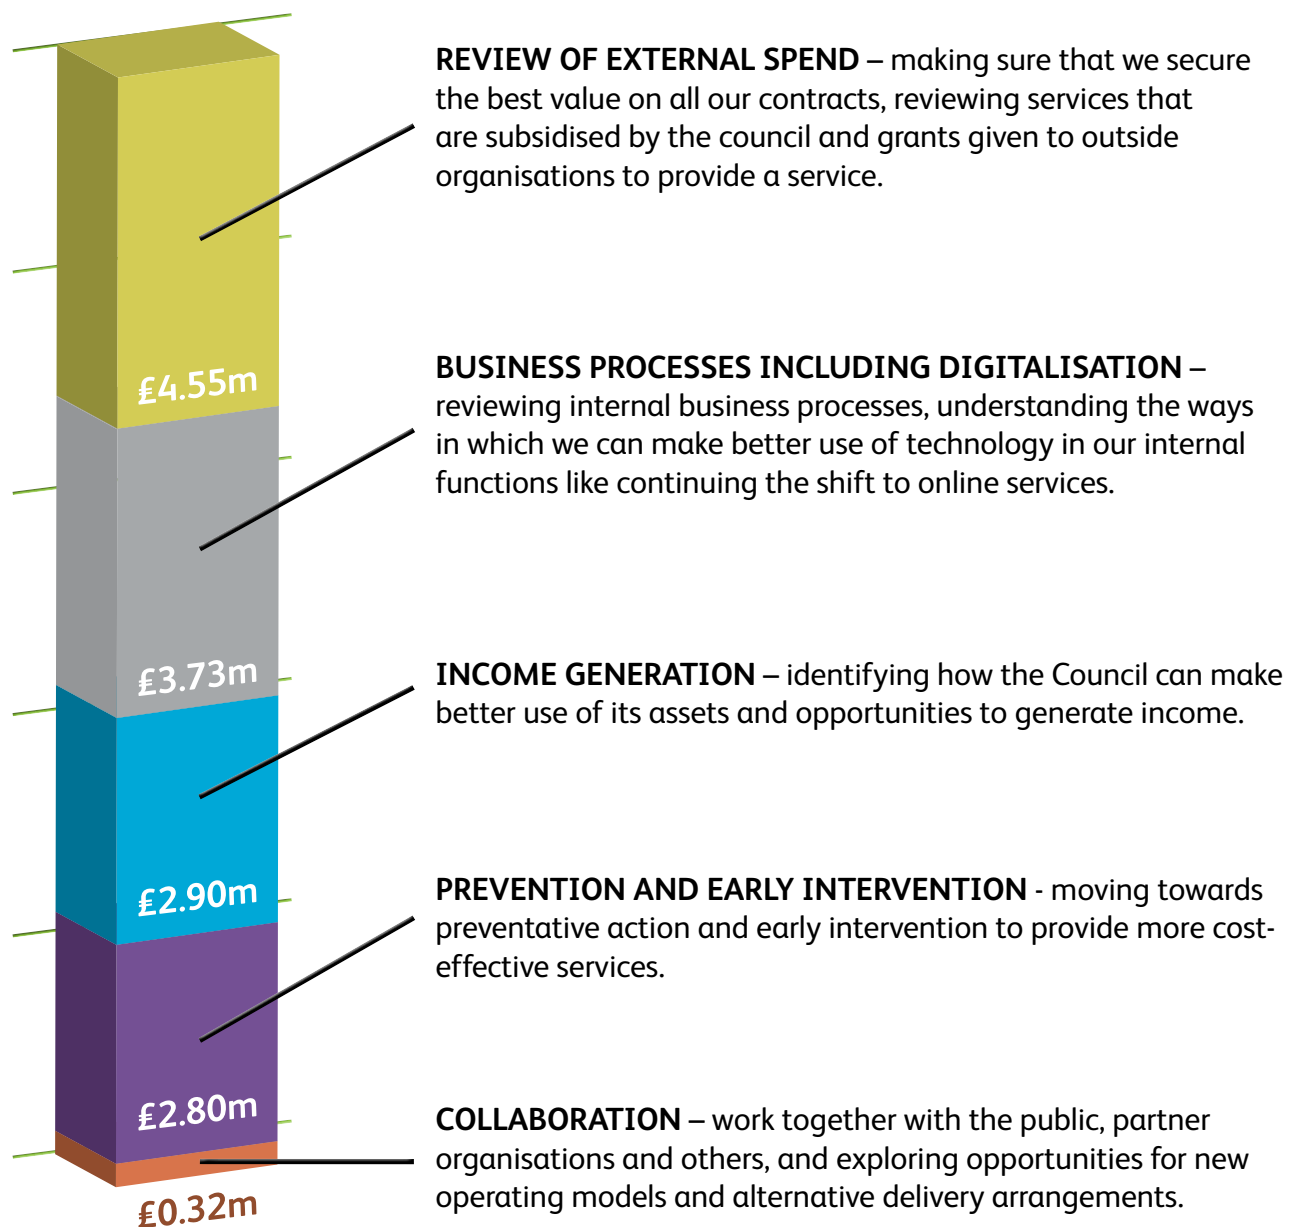 REVIEW OF EXTERNAL SPEND – making sure that we secure
the best value on all our contracts, reviewing services that
are subsidised by the council and grants given to outside
organisations to provide a service.
£4.55m
BUSINESS PROCESSES INCLUDING DIGITALISATION –
reviewing internal business processes, understanding the ways
in which we can make better use of technology in our internal
functions like continuing the shift to online services.
£3.73m
INCOME GENERATION – identifying how the Council can make
better use of its assets and opportunities to generate income.
£2.90m
PREVENTION AND EARLY INTERVENTION - moving towards
preventative action and early intervention to provide more cost-
effective services.
£2.80m
COLLABORATION – work together with the public, partner
organisations and others, and exploring opportunities for new
operating models and alternative delivery arrangements.
£0.32m